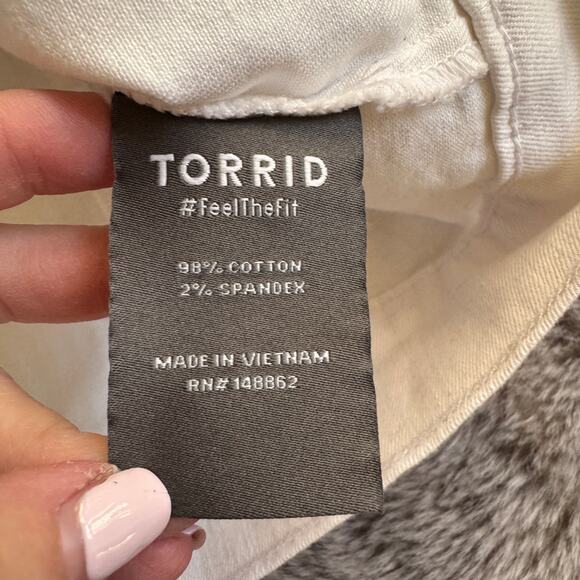 TORRID
#FeelTheFit
98% COTTON
2% SPANDEX
MADE IN VIETNAM
RN# 148862